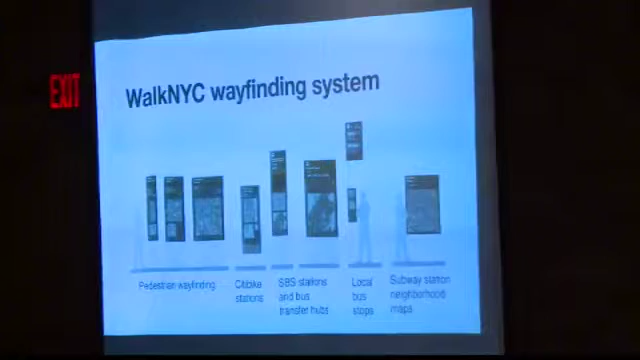 EXIT
WalkNYC wayfinding system
Pedestrian wayfinding
Citibike
stations
SBS stations
and bus
transfer hubs
Local
bus
stops
Subway station
neighborhood
maps